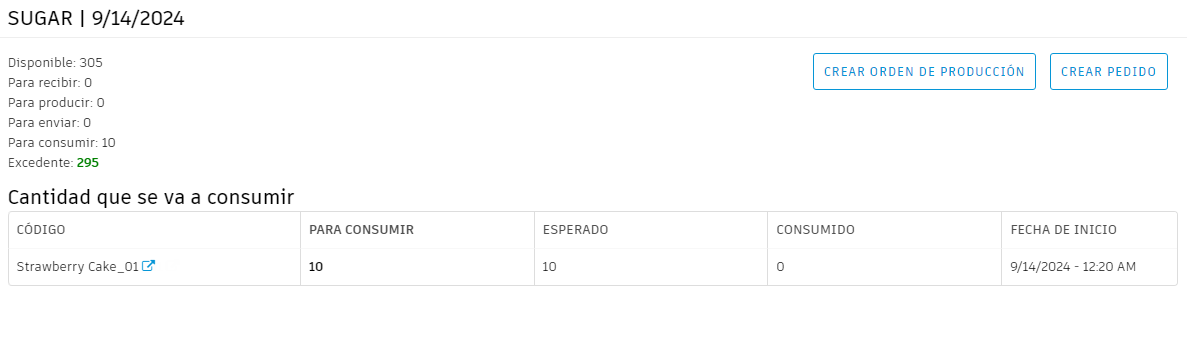 SUGAR | 9/14/2024
Disponible: 305
CREAR ORDEN DE PRODUCCIÓN
CREAR PEDIDO
Para recibir: 0
Para producir: 0
Para enviar: 0
Para consumir: 10
Excedente: 295
Cantidad que se va a consumir
CÓDIGO PARA CONSUMIR ESPERADO CONSUMIDO FECHA DE INICIO
Strawberry Cake_01 10 10 0 9/14/2024 - 12:20 AM